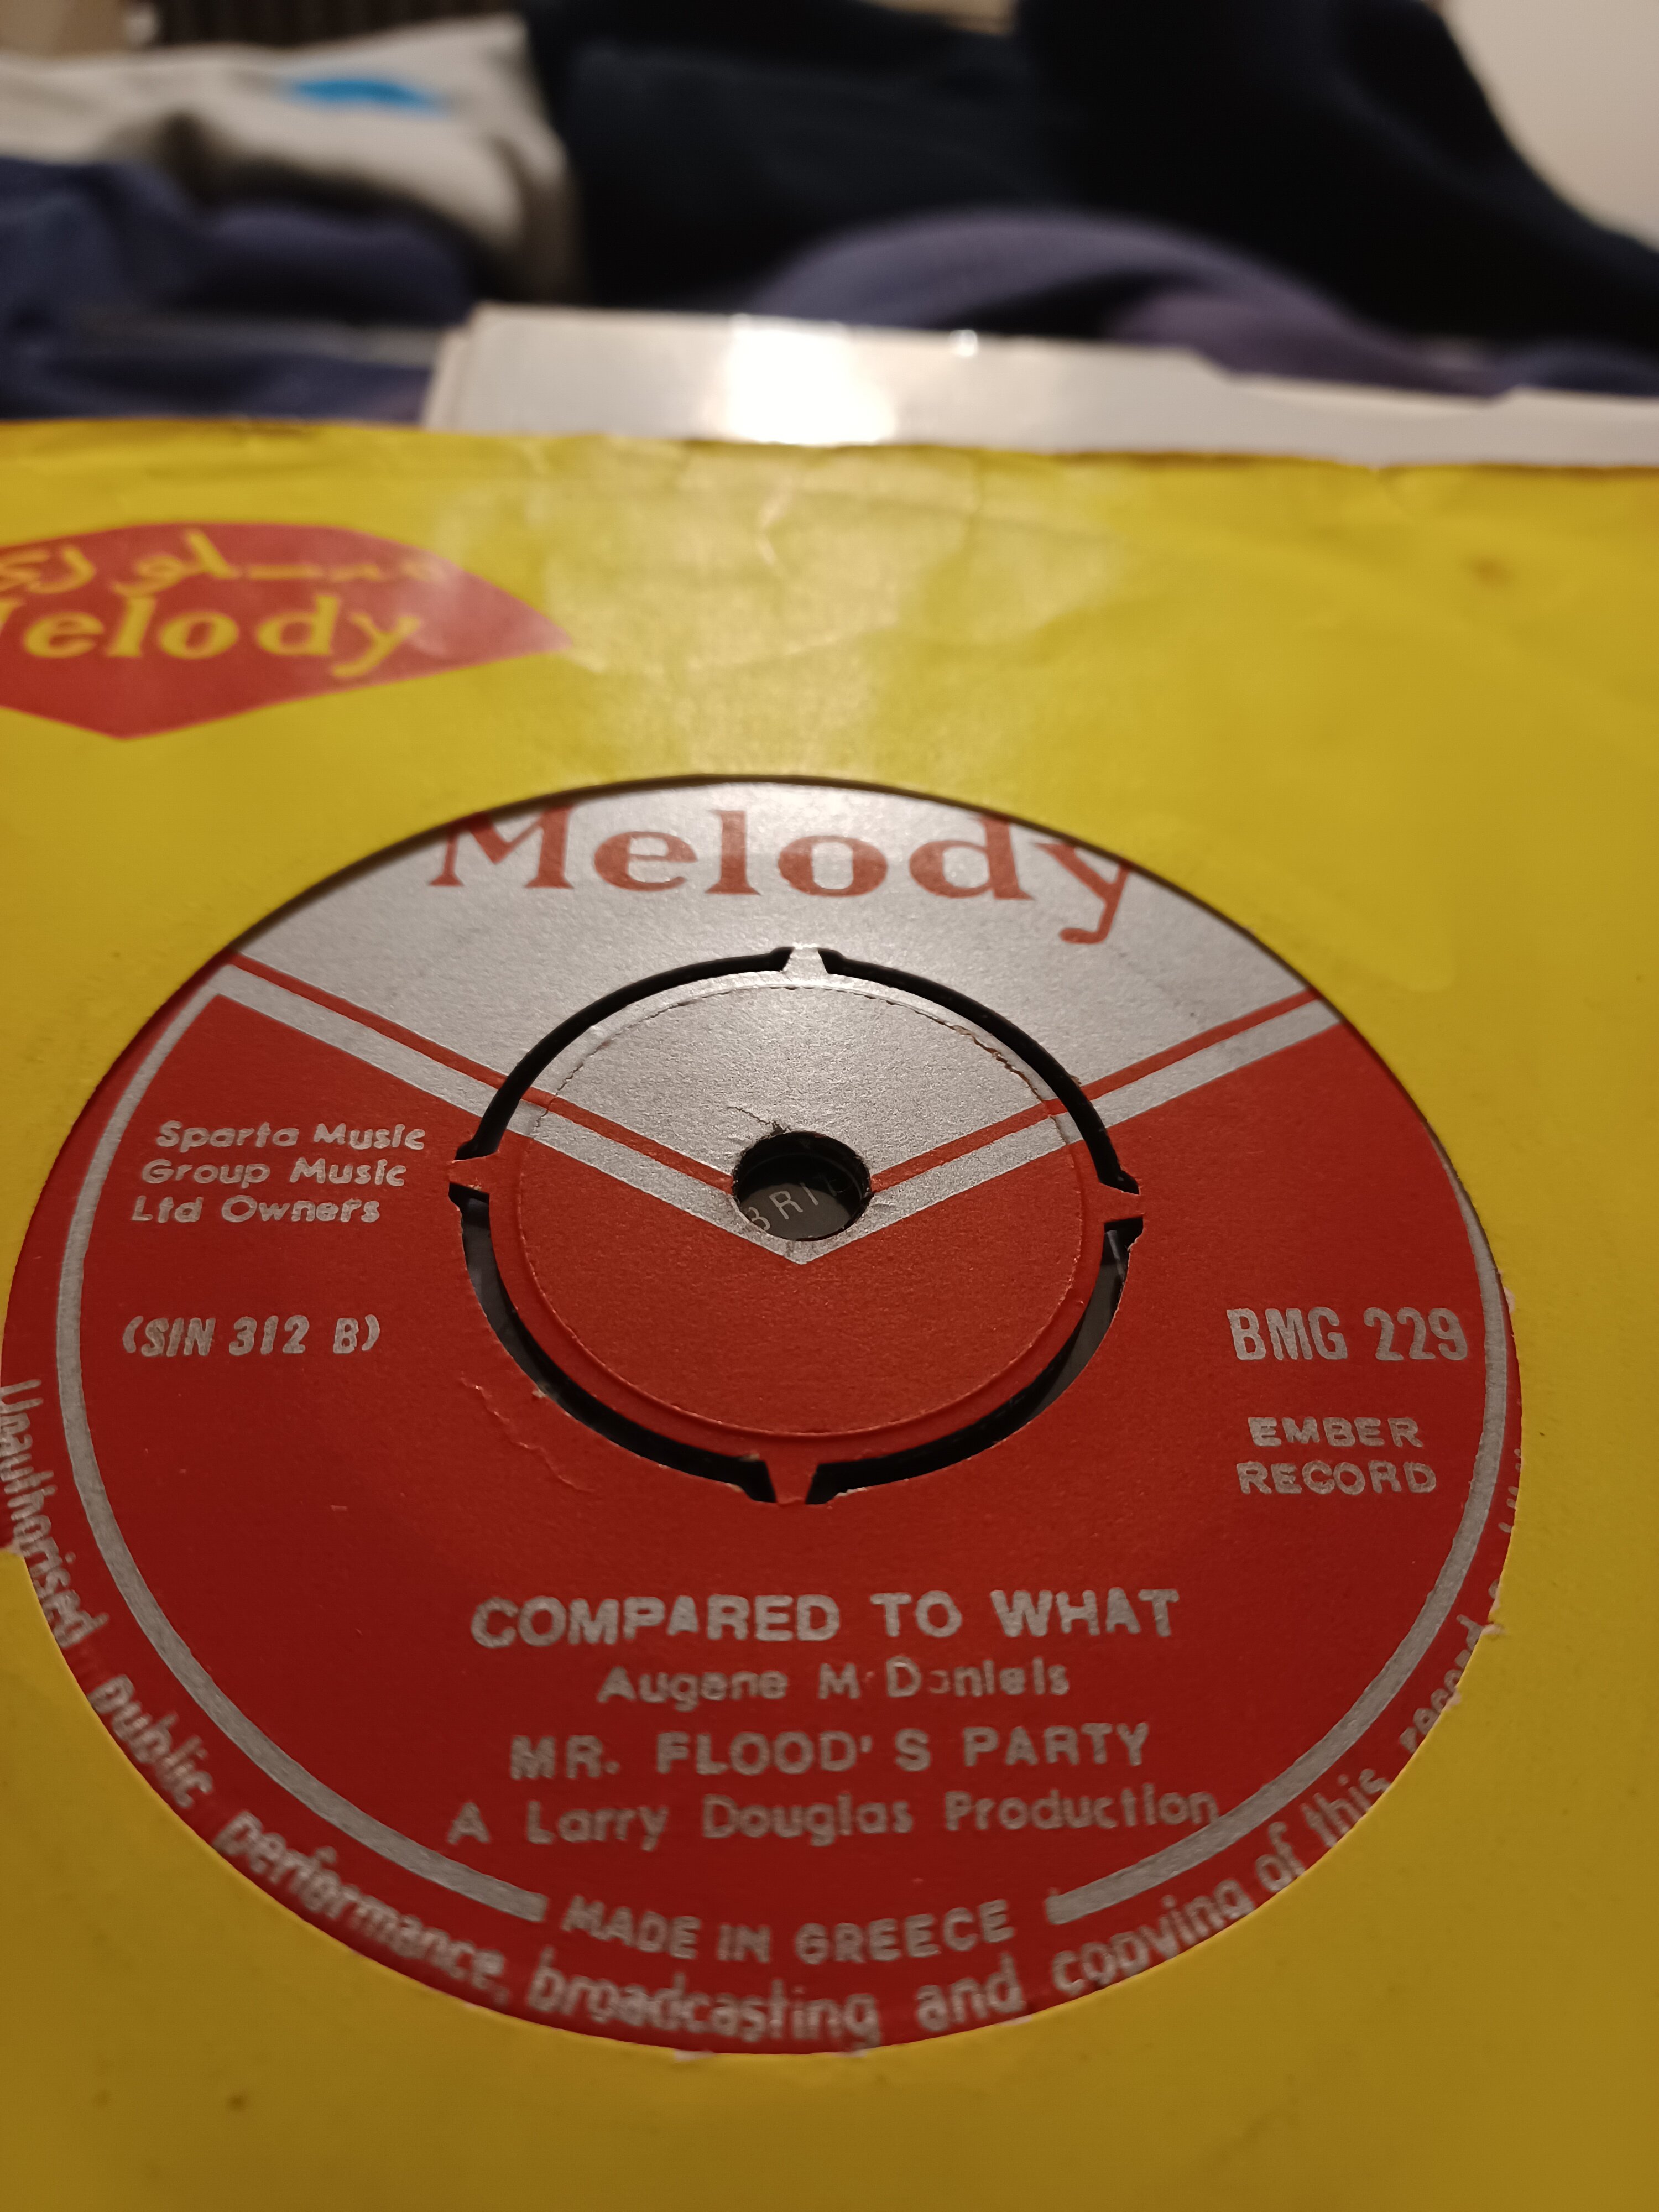 ميلودي
Melody
Melody
Sparta Music
Group Music
Ltd Owners
(SIN 312 B)
BMG 229
EMBER
RECORD
COMPARED TO WHAT
Augene McDaniels
MR. FLOOD'S PARTY
A Larry Douglas Production
MADE IN GREECE
Unauthorised public performance, broadcasting and copying of this record